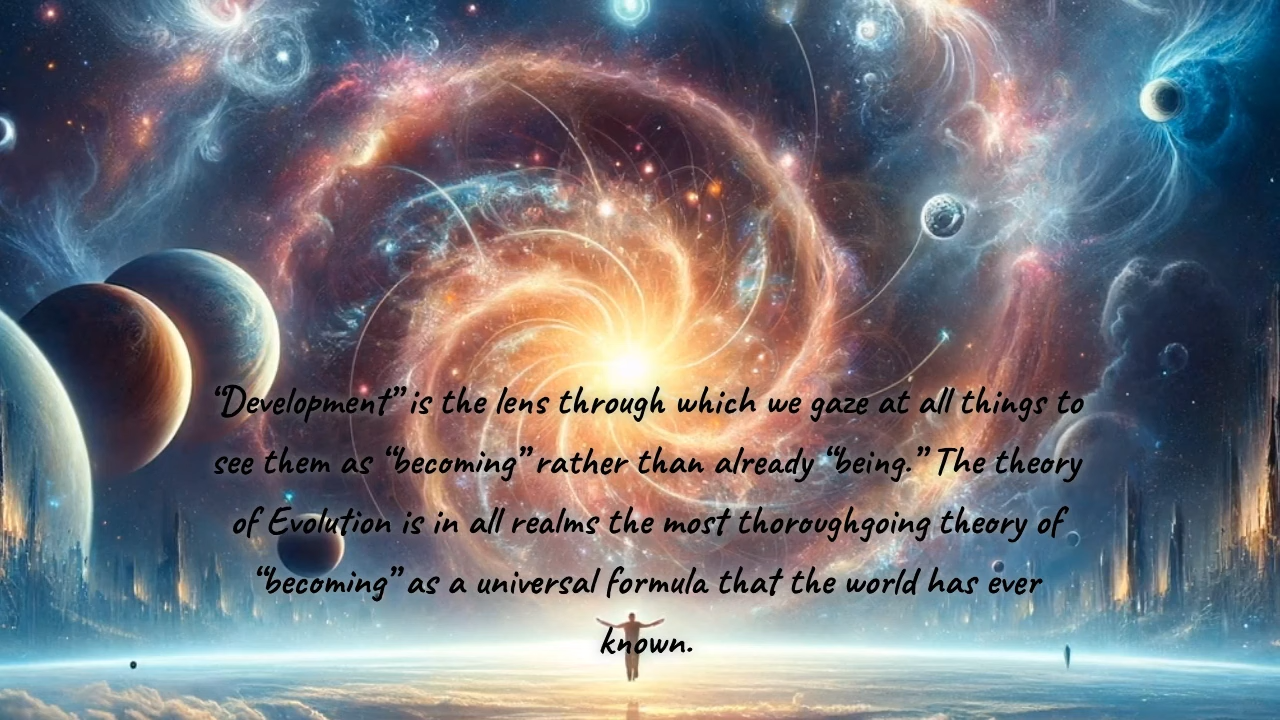 “Development” is the lens through which we gaze at all things to
see them as “becoming” rather than already “being.” The theory
of Evolution is in all realms the most thoroughgoing theory of
“becoming” as a universal formula that the world has ever
known.